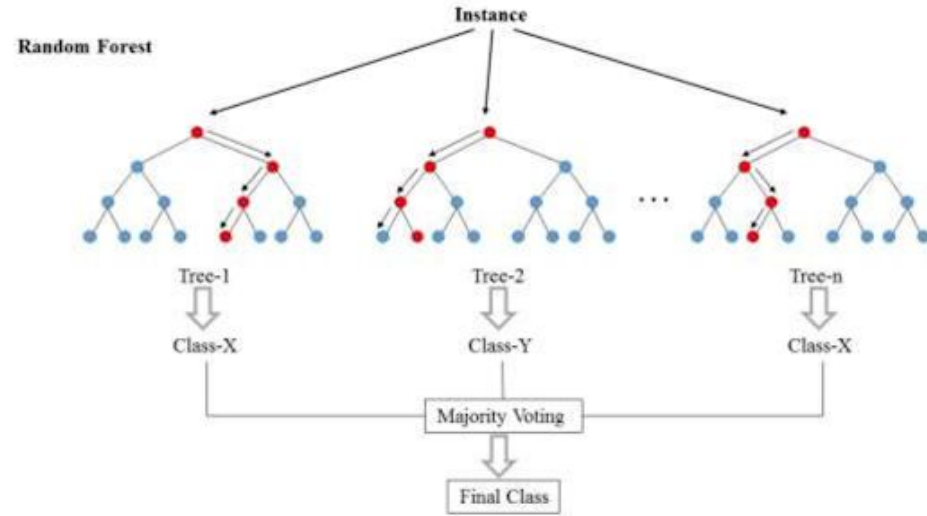 Instance
Random Forest
...
Tree-1 Tree-2 Tree-n
Class-X Class-Y Class-X
Majority Voting
Final Class